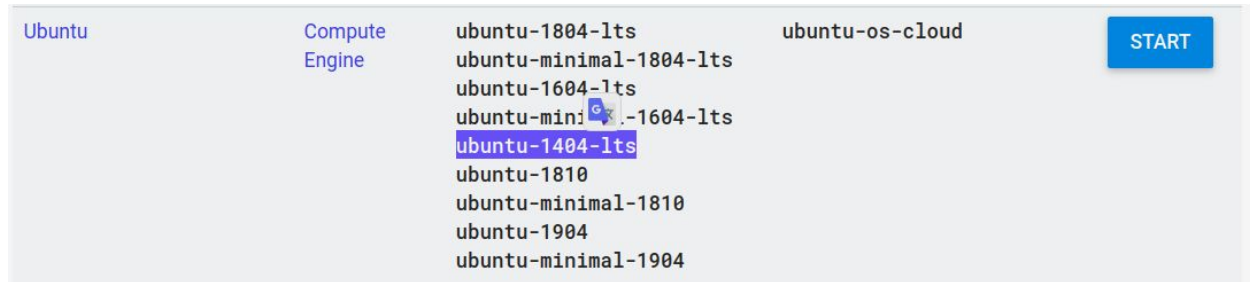 Ubuntu
Compute
Engine
ubuntu-1804-lts
ubuntu-minimal-1804-lts
ubuntu-1604-lts
ubuntu-1604-lts
ubuntu-1404-lts
ubuntu-1810
ubuntu-minimal-1810
ubuntu-1904
ubuntu-minimal-1904
ubuntu-os-cloud
START